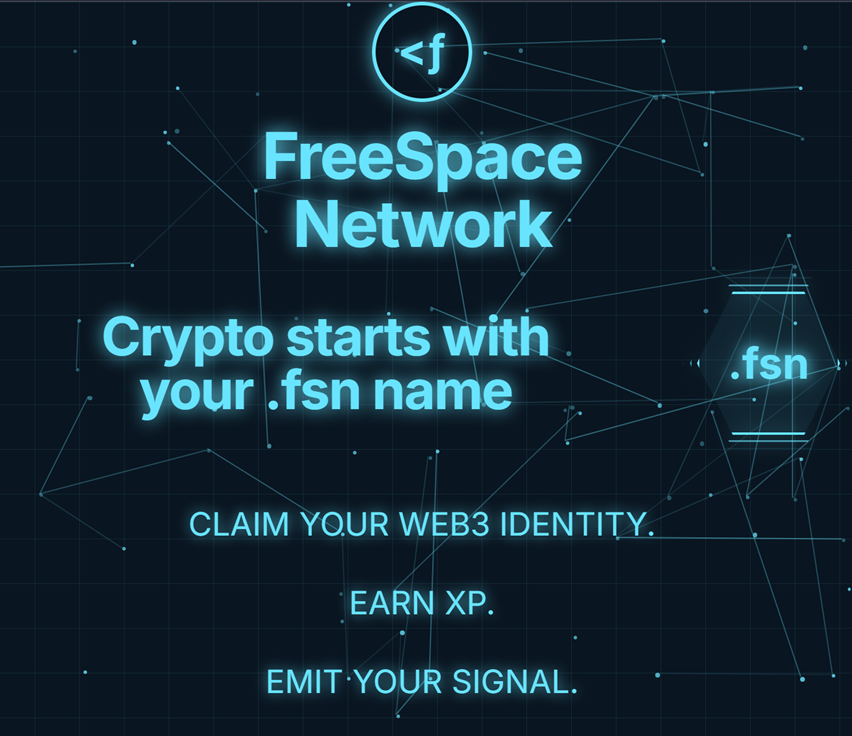 <ƒ
FreeSpace
Network
Crypto starts with
your .fsn name
.fsn
CLAIM YOUR WEB3 IDENTITY.
EARN XP.
EMIT YOUR SIGNAL.